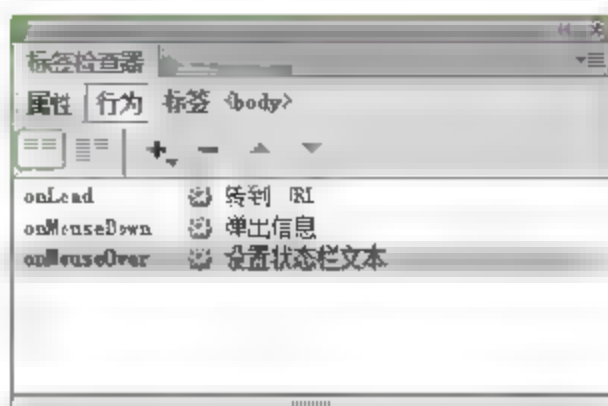 标签检查器
属性 行为 标签 <body>
onLoad 转到 URL
onMouseDown 弹出信息
onMouseOver 设置状态栏文本